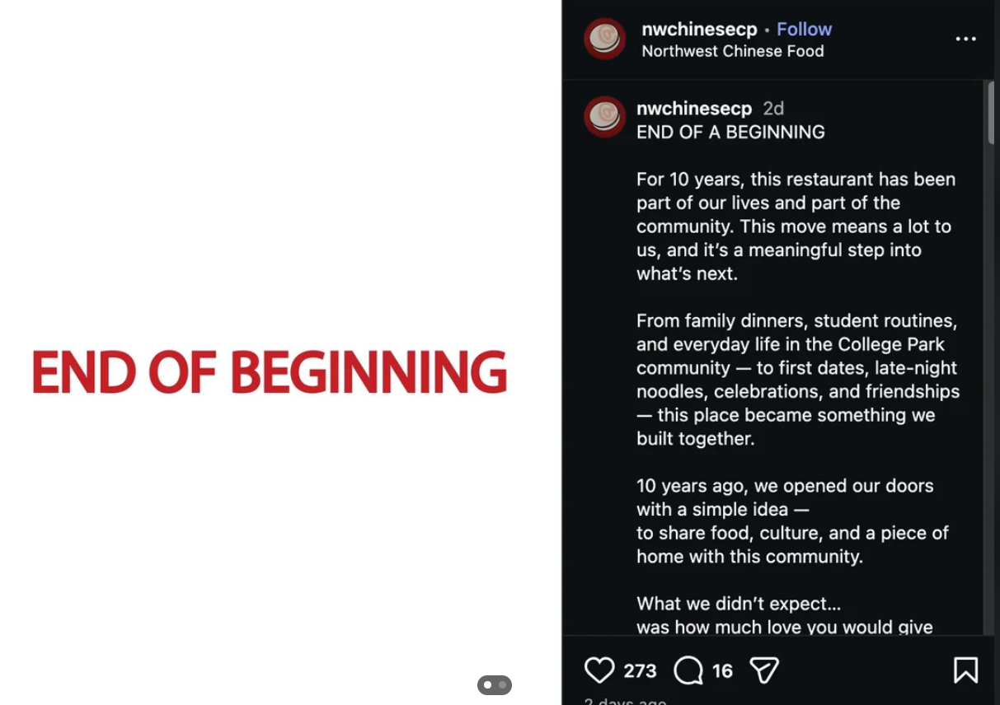 END OF BEGINNING
nwchinesecp • Follow
Northwest Chinese Food
nwchinesecp 2d
END OF A BEGINNING
For 10 years, this restaurant has been
part of our lives and part of the
community. This move means a lot to
us, and it’s a meaningful step into
what’s next.
From family dinners, student routines,
and everyday life in the College Park
community — to first dates, late-night
noodles, celebrations, and friendships
— this place became something we
built together.
10 years ago, we opened our doors
with a simple idea —
to share food, culture, and a piece of
home with this community.
What we didn’t expect...
was how much love you would give
273 16
2 days ago